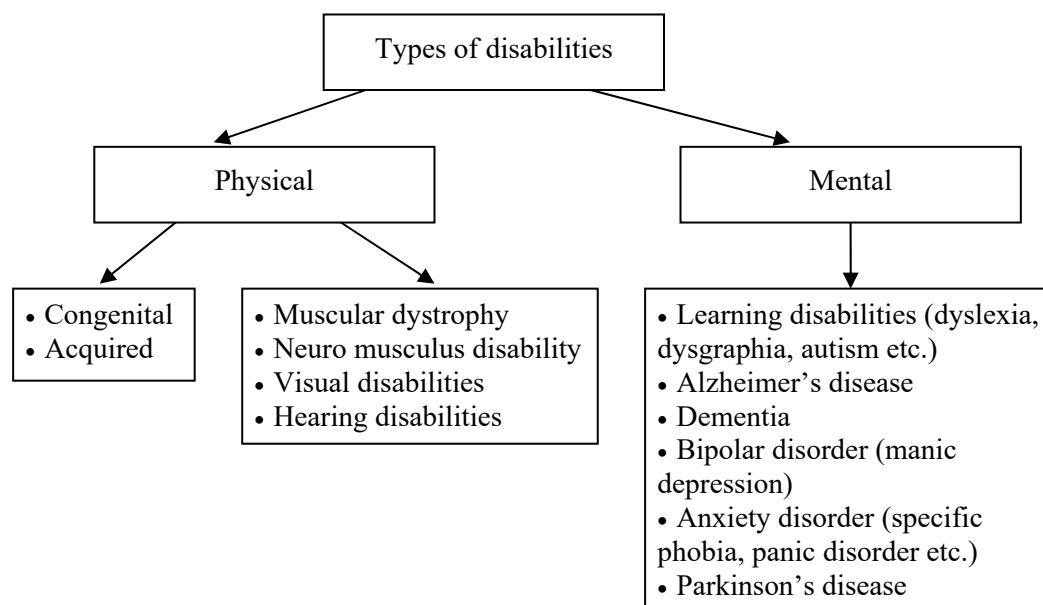 Types of disabilities
Physical
Mental
• Congenital
• Acquired
• Muscular dystrophy
• Neuro musculus disability
• Visual disabilities
• Hearing disabilities
• Learning disabilities (dyslexia,
dysgraphia, autism etc.)
• Alzheimer’s disease
• Dementia
• Bipolar disorder (manic
depression)
• Anxiety disorder (specific
phobia, panic disorder etc.)
• Parkinson’s disease